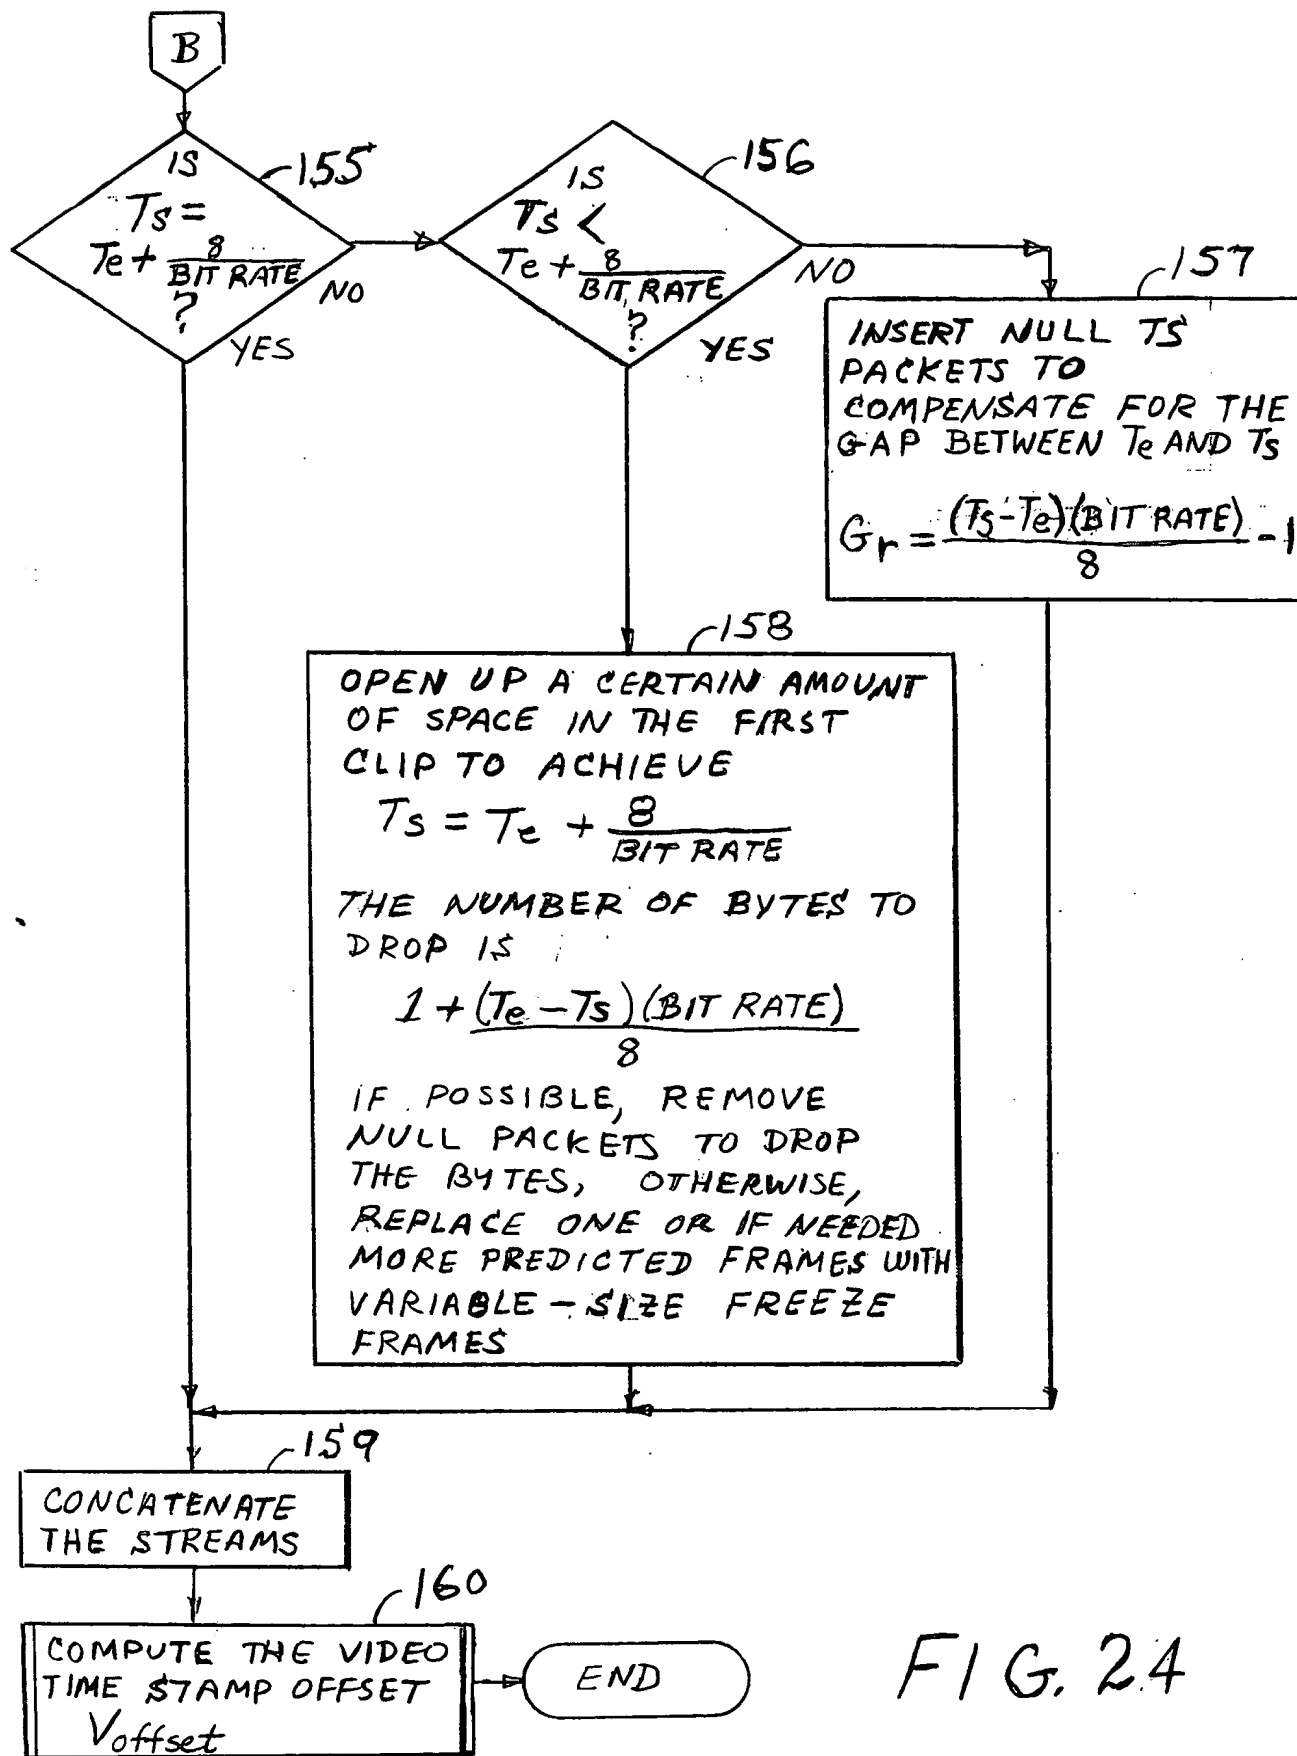 B
IS
Ts =
Te + 8/BIT RATE
?
155
NO
YES
IS
Ts <
Te + 8/BIT RATE
?
156
NO
YES
157
INSERT NULL TS
PACKETS TO
COMPENSATE FOR THE
GAP BETWEEN Te AND Ts
Gr = (Ts-Te)(BIT RATE)/8 - 1
158
OPEN UP A CERTAIN AMOUNT
OF SPACE IN THE FIRST
CLIP TO ACHIEVE
Ts = Te + 8/BIT RATE
THE NUMBER OF BYTES TO
DROP IS
1 + (Te - Ts)(BIT RATE)/8
IF POSSIBLE, REMOVE
NULL PACKETS TO DROP
THE BYTES, OTHERWISE,
REPLACE ONE OR IF NEEDED
MORE PREDICTED FRAMES WITH
VARIABLE-SIZE FREEZE
FRAMES
159
CONCATENATE
THE STREAMS
160
COMPUTE THE VIDEO
TIME STAMP OFFSET
Voffset
END
FIG. 24